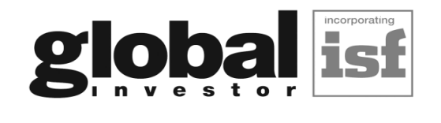 global
investor
incorporating
isf